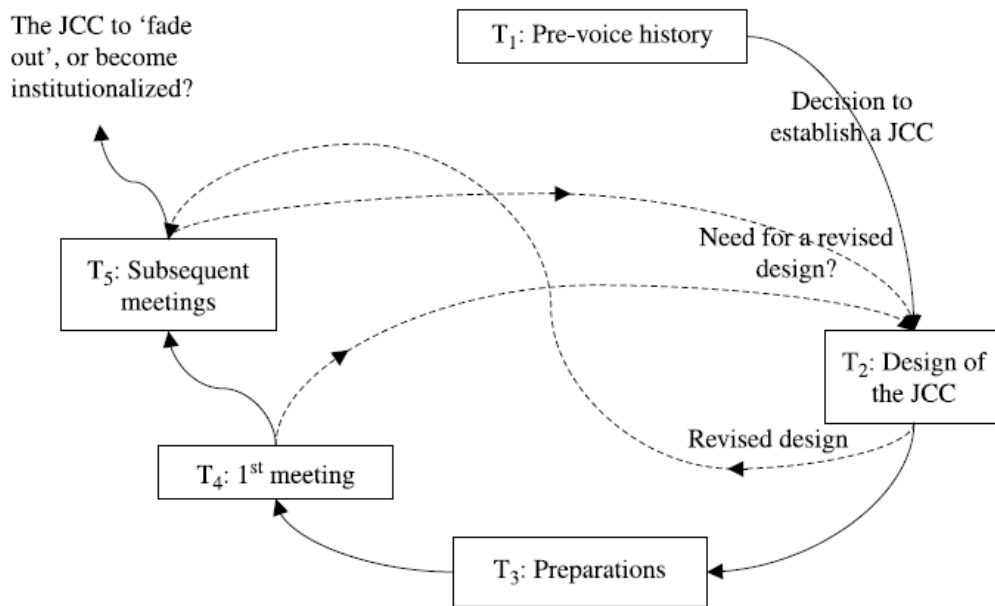 The JCC to ‘fade
out’, or become
institutionalized?
T₁: Pre-voice history
Decision to
establish a JCC
Need for a revised
design?
T₅: Subsequent
meetings
T₂: Design of
the JCC
Revised design
T₄: 1ˢᵗ meeting
T₃: Preparations